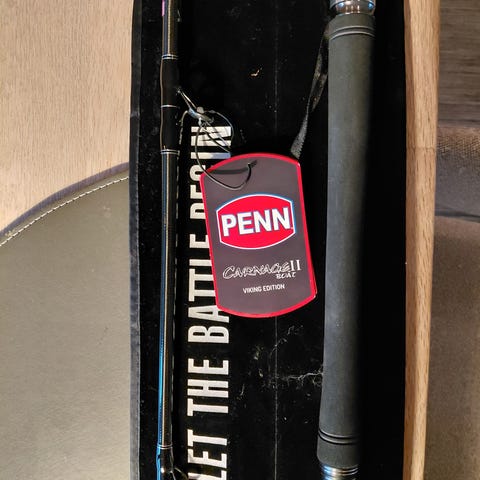 PENN
CARNAGE II
BOAT
VIKING EDITION
LET THE BATTLE BEGIN